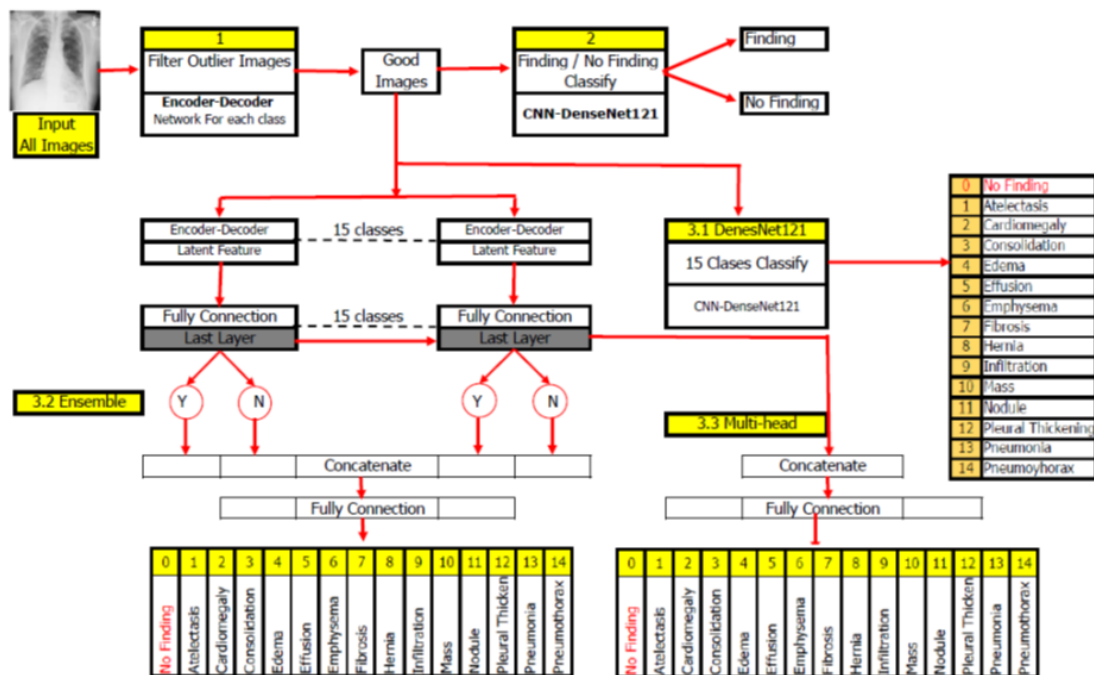 1
Filter Outlier Images
Encoder-Decoder
Network For each class
Input
All Images
Good
Images
2
Finding / No Finding
Classify
CNN-DenseNet121
Finding
No Finding
Encoder-Decoder
Latent Feature
15 classes
Encoder-Decoder
Latent Feature
Fully Connection
Last Layer
15 classes
Fully Connection
Last Layer
3.1 DenesNet121
15 Clases Classify
CNN-DenseNet121
0 No Finding
1 Atelectasis
2 Cardiomegaly
3 Consolidation
4 Edema
5 Effusion
6 Emphysema
7 Fibrosis
8 Hernia
9 Infiltration
10 Mass
11 Nodule
12 Pleural Thickening
13 Pneumonia
14 Pneumoyhorax
3.2 Ensemble
Y
N
Y
N
Concatenate
Fully Connection
0 1 2 3 4 5 6 7 8 9 10 11 12 13 14
No Finding
Atelectasis
Cardiomegaly
Consolidation
Edema
Effusion
Emphysema
Fibrosis
Hernia
Infiltration
Mass
Nodule
Pleural Thicken
Pneumonia
Pneumothorax
3.3 Multi-head
Concatenate
Fully Connection
0 1 2 3 4 5 6 7 8 9 10 11 12 13 14
No Finding
Atelectasis
Cardiomegaly
Consolidation
Edema
Effusion
Emphysema
Fibrosis
Hernia
Infiltration
Mass
Nodule
Pleural Thicken
Pneumonia
Pneumothorax